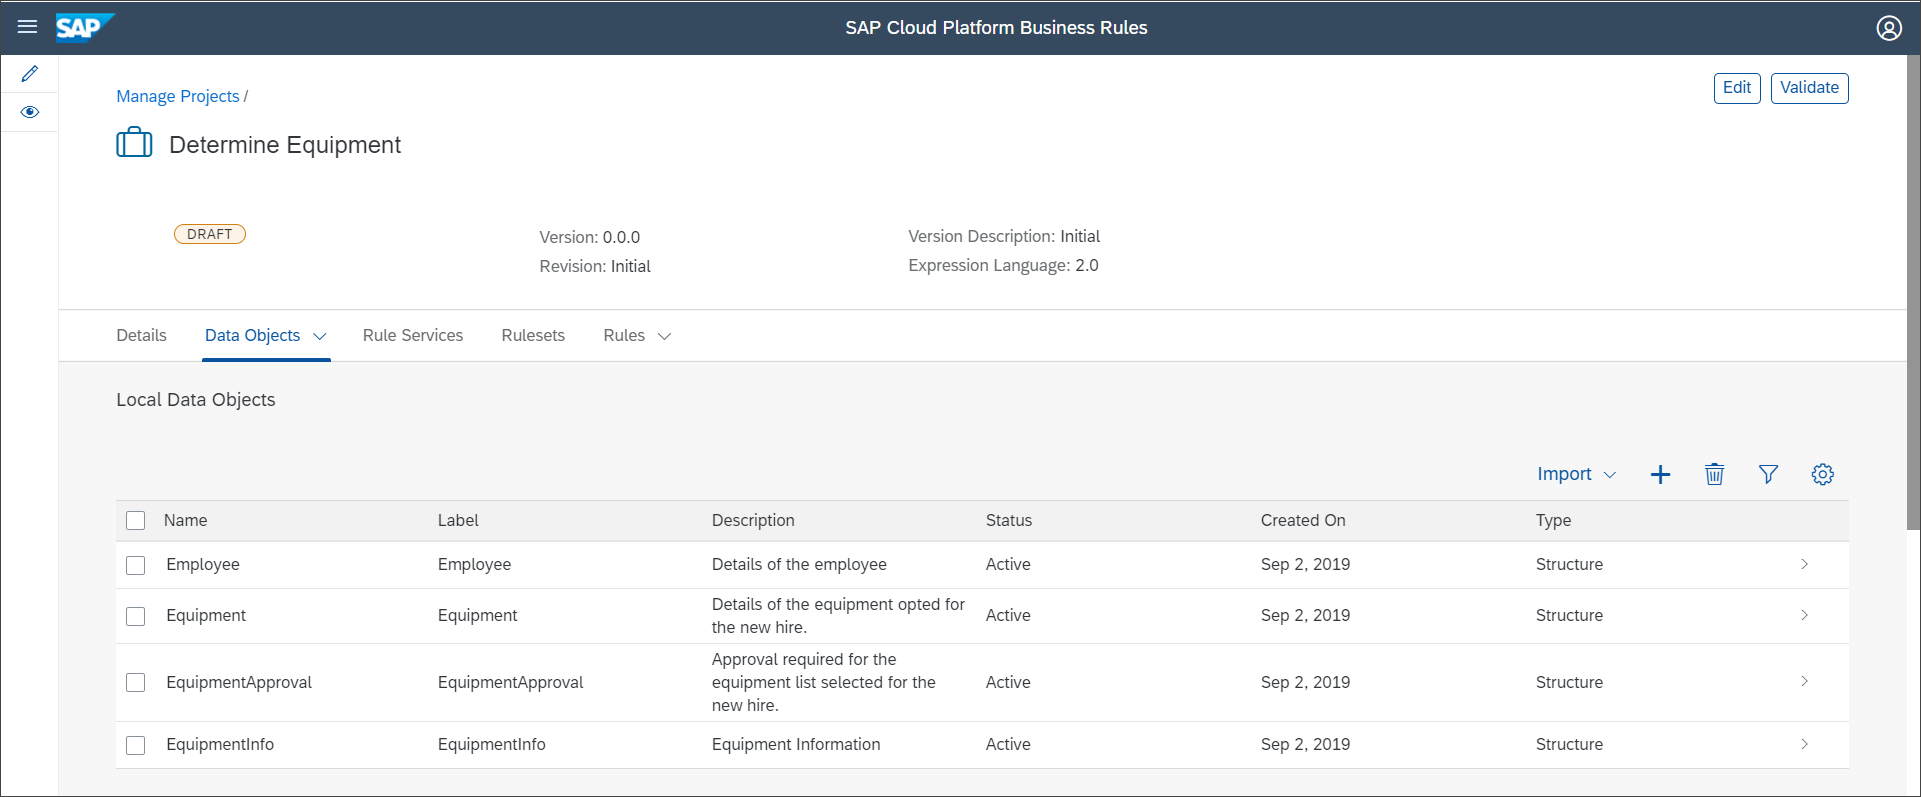 SAP
SAP Cloud Platform Business Rules
Manage Projects /
Edit
Validate
Determine Equipment
DRAFT
Version: 0.0.0
Version Description: Initial
Revision: Initial
Expression Language: 2.0
Details
Data Objects
Rule Services
Rulesets
Rules
Local Data Objects
Import
Name Label Description Status Created On Type
Employee Employee Details of the employee Active Sep 2, 2019 Structure
Equipment Equipment Details of the equipment opted for
the new hire. Active Sep 2, 2019 Structure
EquipmentApproval EquipmentApproval Approval required for the
equipment list selected for the
new hire. Active Sep 2, 2019 Structure
EquipmentInfo EquipmentInfo Equipment Information Active Sep 2, 2019 Structure